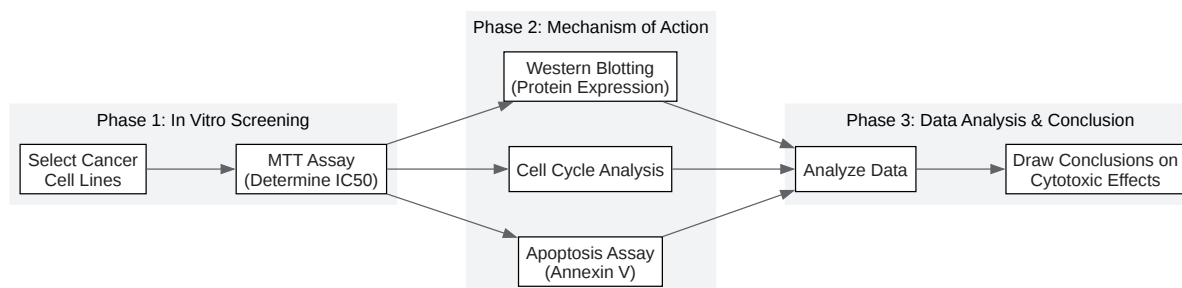 Phase 1: In Vitro Screening
Select Cancer
Cell Lines
MTT Assay
(Determine IC50)
Phase 2: Mechanism of Action
Western Blotting
(Protein Expression)
Cell Cycle Analysis
Apoptosis Assay
(Annexin V)
Phase 3: Data Analysis & Conclusion
Analyze Data
Draw Conclusions on
Cytotoxic Effects